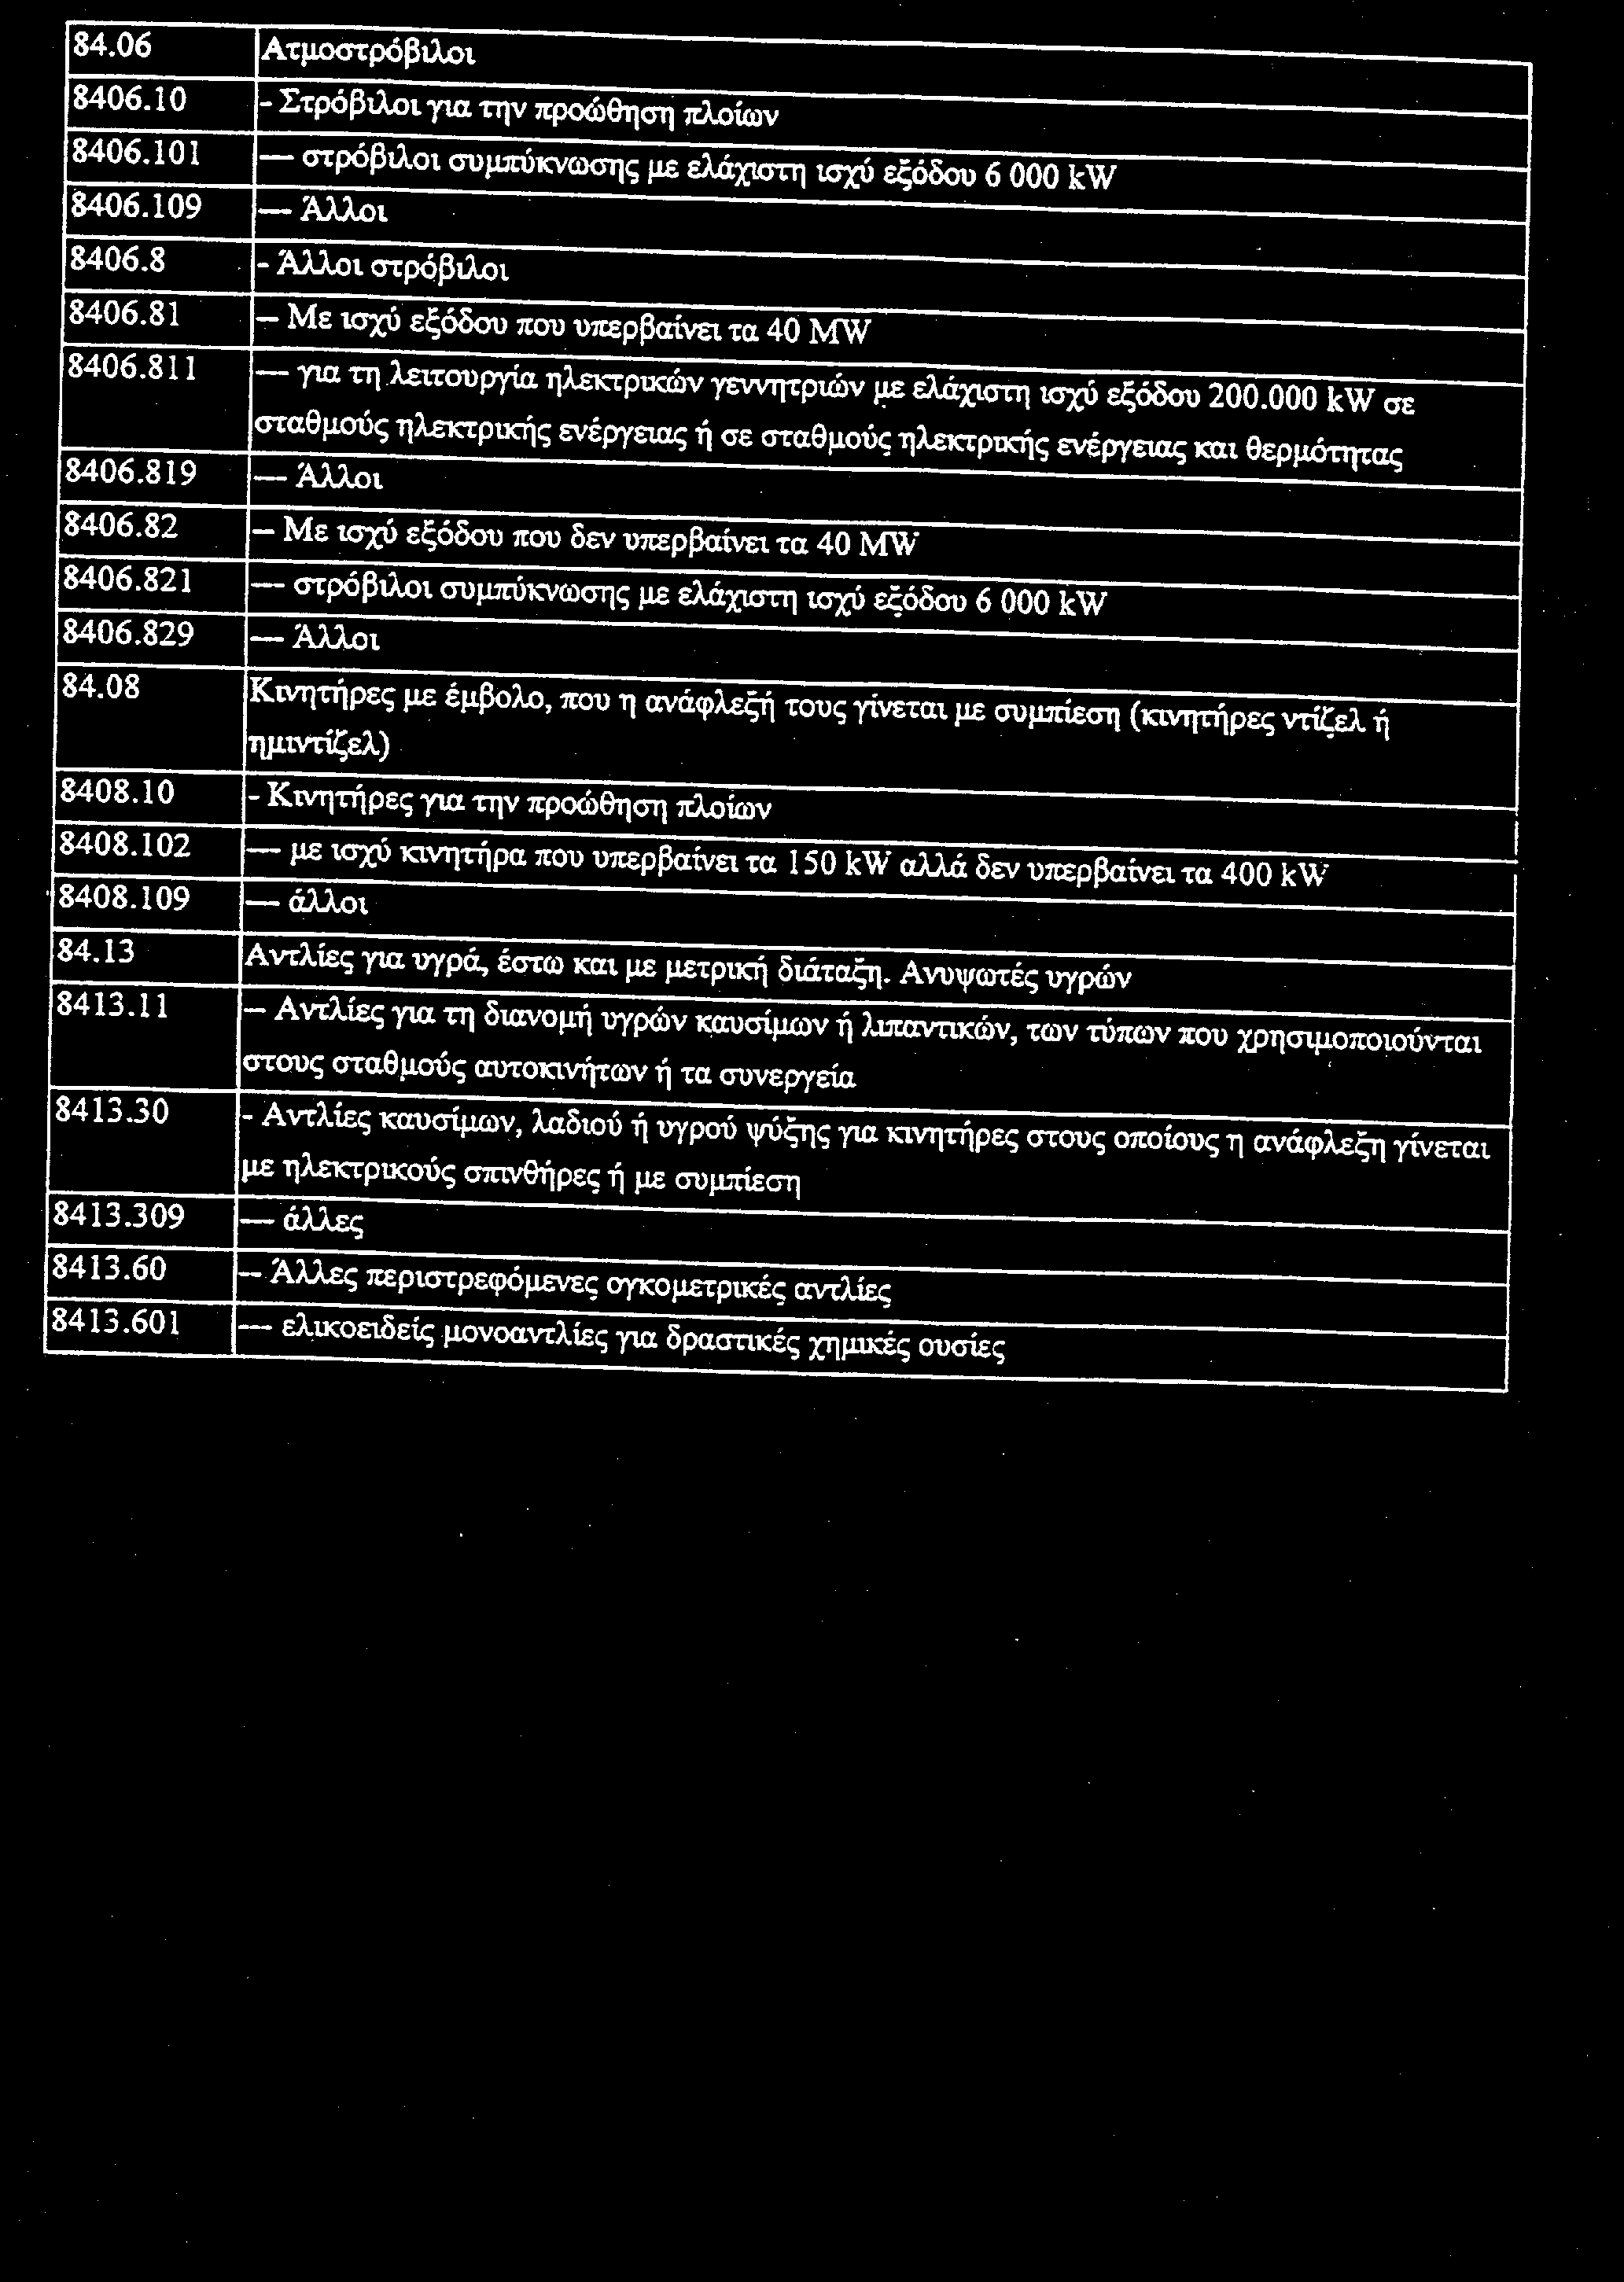 84.06 Ατμοστρόβιλοι
8406.10 - Στρόβιλοι για την προώθηση πλοίων
8406.101 — στρόβιλοι συμπύκνωσης με ελάχιστη ισχύ εξόδου 6 000 kW
8406.109 — Άλλοι
8406.8 - Άλλοι στρόβιλοι
8406.81 – Με ισχύ εξόδου που υπερβαίνει τα 40 MW
8406.811 — για τη λειτουργία ηλεκτρικών γεννητριών με ελάχιστη ισχύ εξόδου 200.000 kW σε
σταθμούς ηλεκτρικής ενέργειας ή σε σταθμούς ηλεκτρικής ενέργειας και θερμότητας
8406.819 — Άλλοι
8406.82 – Με ισχύ εξόδου που δεν υπερβαίνει τα 40 MW
8406.821 — στρόβιλοι συμπύκνωσης με ελάχιστη ισχύ εξόδου 6 000 kW
8406.829 — Άλλοι
84.08 Κινητήρες με έμβολο, που η ανάφλεξή τους γίνεται με συμπίεση (κινητήρες ντίζελ ή
ημιντίζελ)
8408.10 - Κινητήρες για την προώθηση πλοίων
8408.102 — με ισχύ κινητήρα που υπερβαίνει τα 150 kW αλλά δεν υπερβαίνει τα 400 kW
8408.109 — άλλοι
84.13 Αντλίες για υγρά, έστω και με μετρική διάταξη. Ανυψωτές υγρών
8413.11 – Αντλίες για τη διανομή υγρών καυσίμων ή λιπαντικών, των τύπων που χρησιμοποιούνται
στους σταθμούς αυτοκινήτων ή τα συνεργεία
8413.30 - Αντλίες καυσίμων, λαδιού ή υγρού ψύξης για κινητήρες στους οποίους η ανάφλεξη γίνεται
με ηλεκτρικούς σπινθήρες ή με συμπίεση
8413.309 — άλλες
8413.60 – Άλλες περιστρεφόμενες ογκομετρικές αντλίες
8413.601 — ελικοειδείς μονοαντλίες για δραστικές χημικές ουσίες